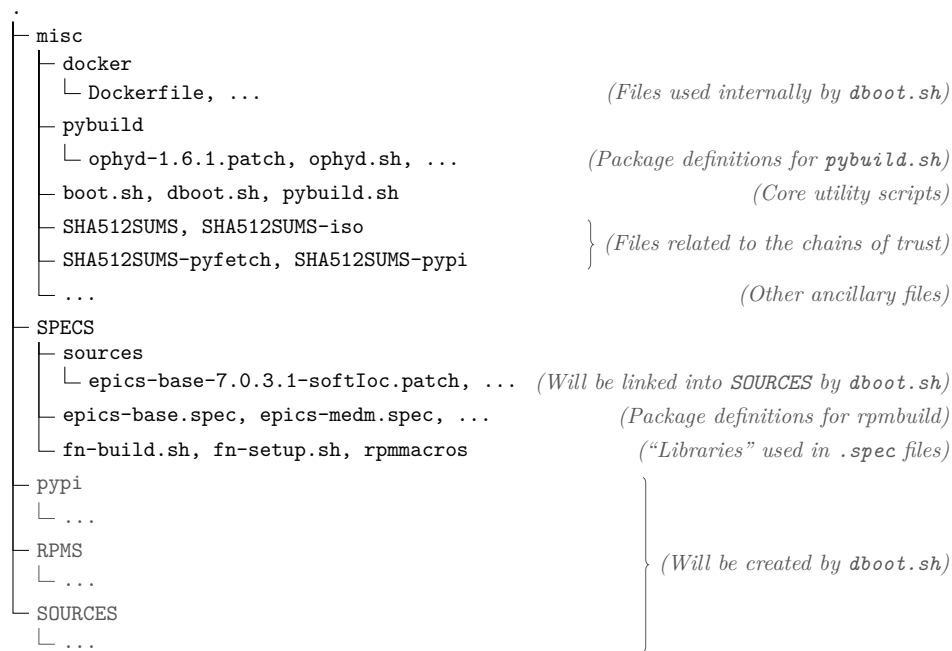 .
misc
docker
Dockerfile, ... (Files used internally by dboot.sh)
pybuild
ophyd-1.6.1.patch, ophyd.sh, ... (Package definitions for pybuild.sh)
boot.sh, dboot.sh, pybuild.sh (Core utility scripts)
SHA512SUMS, SHA512SUMS-iso
(Files related to the chains of trust)
SHA512SUMS-pyfetch, SHA512SUMS-pypi
... (Other ancillary files)
SPECS
sources
epics-base-7.0.3.1-softIoc.patch, ... (Will be linked into SOURCES by dboot.sh)
epics-base.spec, epics-medm.spec, ... (Package definitions for rpmbuild)
fn-build.sh, fn-setup.sh, rpmmacros (“Libraries” used in .spec files)
pypi
...
RPMS (Will be created by dboot.sh)
...
SOURCES
...